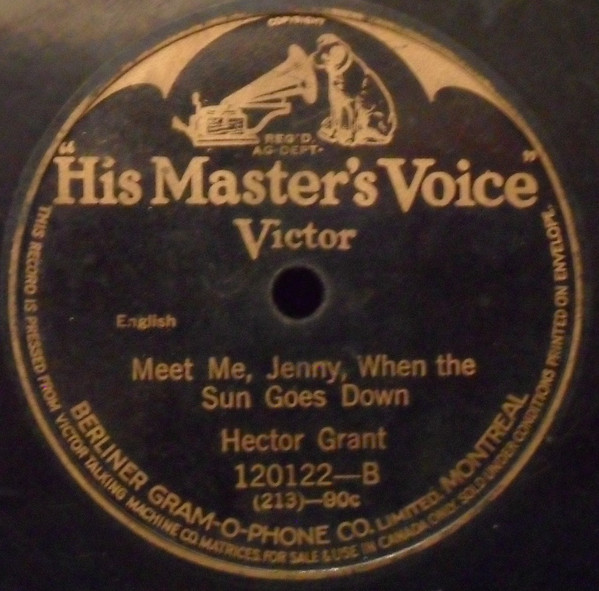 COPYRIGHT
REG'D.
AG-DEPT-
"His Master's Voice"
Victor
English
Meet Me, Jenny, When the
Sun Goes Down
Hector Grant
120122—B
(213)—90c
BERLINER GRAM-O-PHONE CO. LIMITED, MONTREAL
THIS RECORD IS PRESSED FROM VICTOR TALKING MACHINE CO. MATRICES. FOR SALE & USE IN CANADA ONLY. SOLD UNDER CONDITIONS PRINTED ON ENVELOPE.